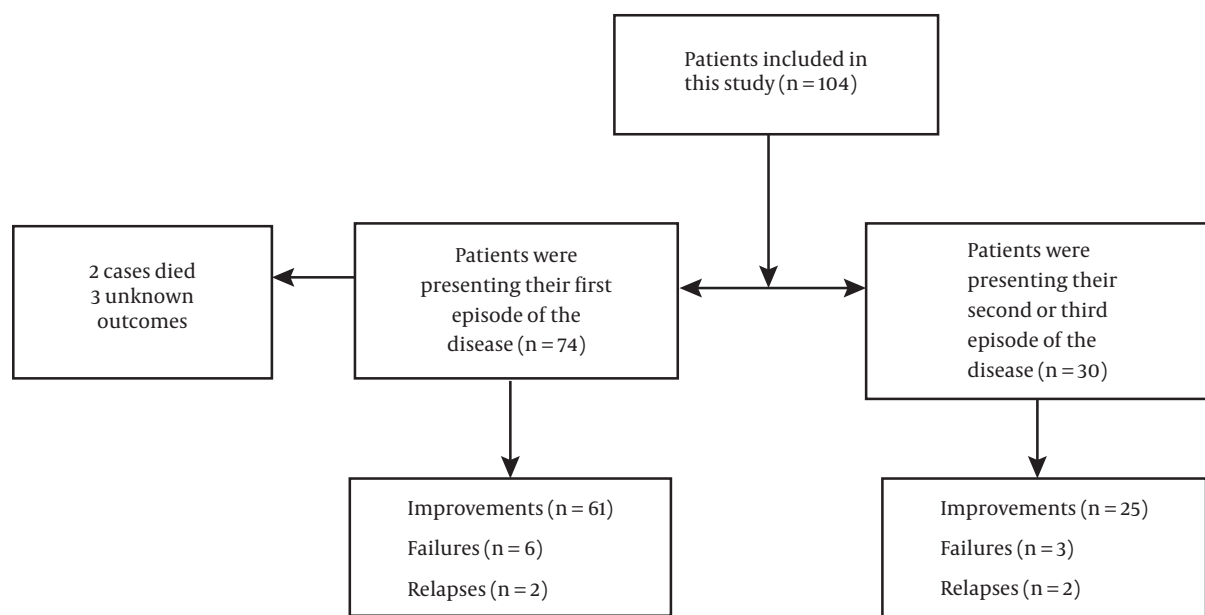 Patients included in
this study (n = 104)
2 cases died
3 unknown
outcomes
Patients were
presenting their first
episode of the
disease (n = 74)
Patients were
presenting their
second or third
episode of the
disease (n = 30)
Improvements (n = 61)
Failures (n = 6)
Relapses (n = 2)
Improvements (n = 25)
Failures (n = 3)
Relapses (n = 2)